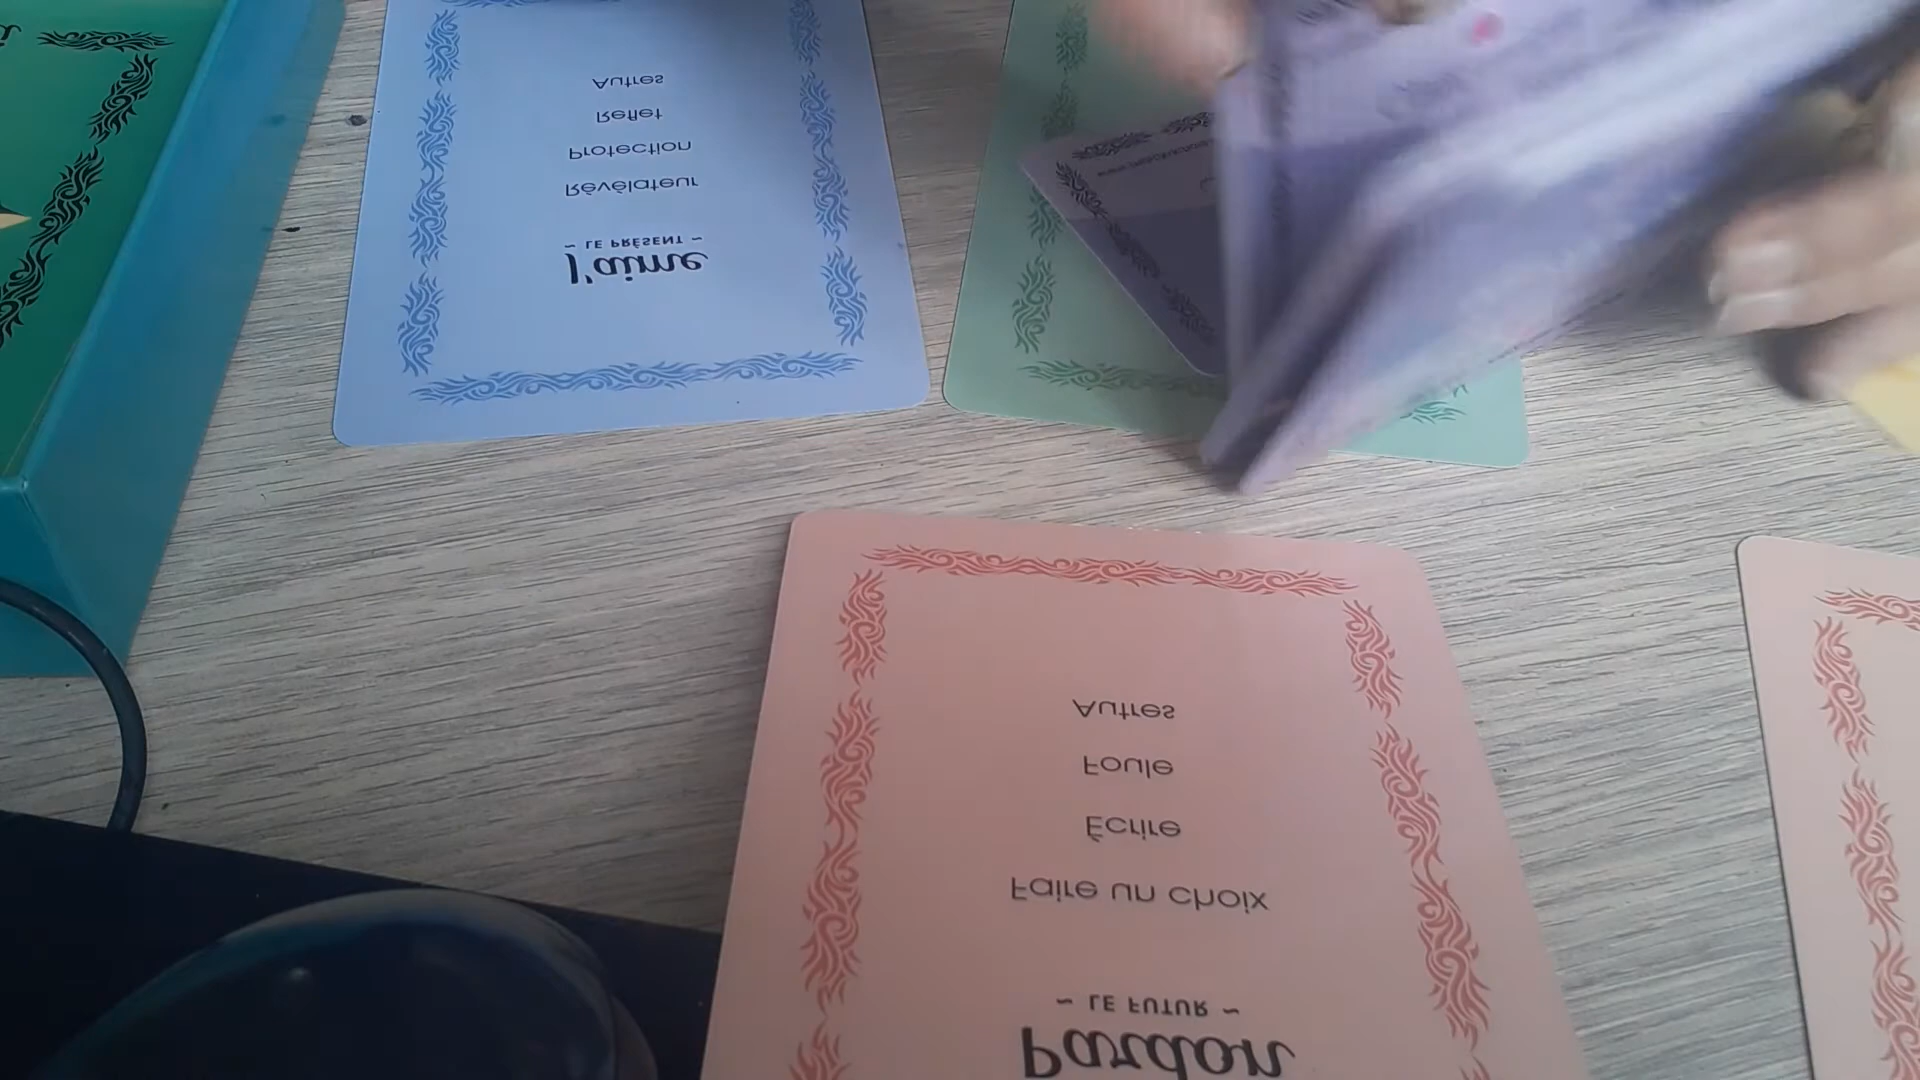 J'aime
~ LE PRÉSENT ~
Révélateur
Protection
Reflet
Autres
Pardon
~ LE FUTUR ~
Faire un choix
Écrire
Foule
Autres